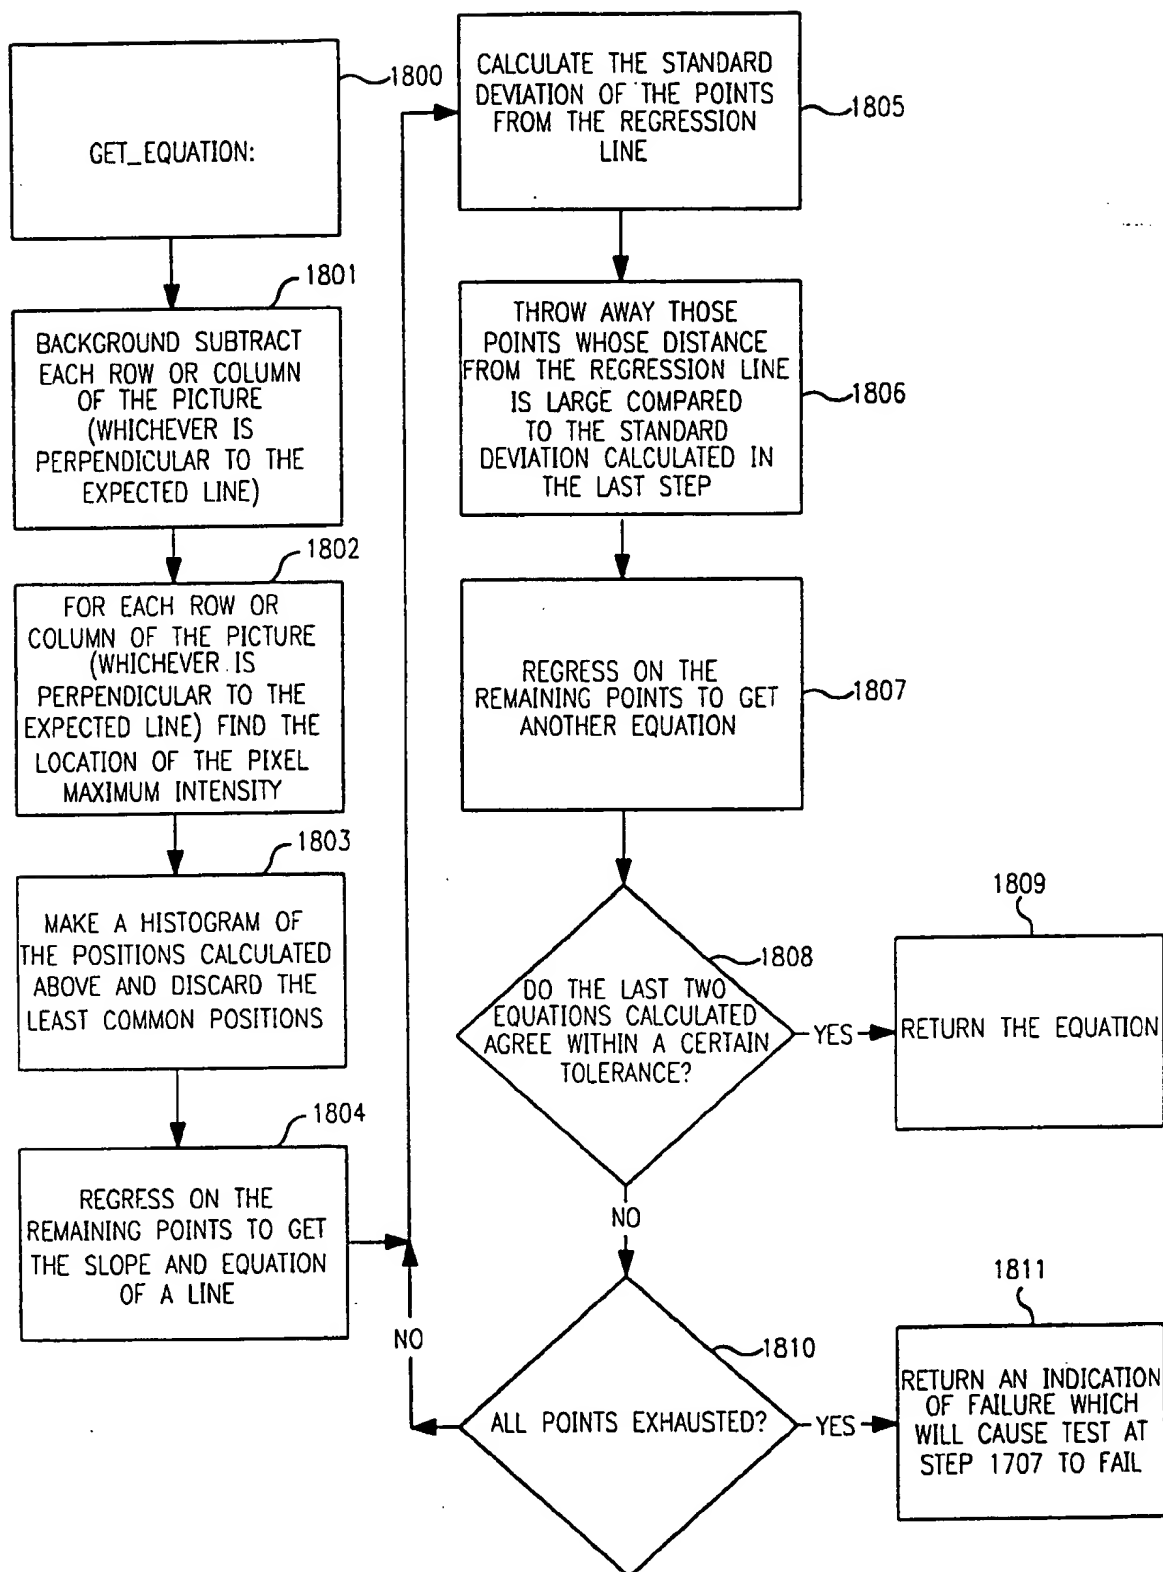 1800
GET_EQUATION:
1801
BACKGROUND SUBTRACT
EACH ROW OR COLUMN
OF THE PICTURE
(WHICHEVER IS
PERPENDICULAR TO THE
EXPECTED LINE)
1802
FOR EACH ROW OR
COLUMN OF THE PICTURE
(WHICHEVER IS
PERPENDICULAR TO THE
EXPECTED LINE) FIND THE
LOCATION OF THE PIXEL
MAXIMUM INTENSITY
1803
MAKE A HISTOGRAM OF
THE POSITIONS CALCULATED
ABOVE AND DISCARD THE
LEAST COMMON POSITIONS
1804
REGRESS ON THE
REMAINING POINTS TO GET
THE SLOPE AND EQUATION
OF A LINE
CALCULATE THE STANDARD
DEVIATION OF THE POINTS
FROM THE REGRESSION
LINE
1805
THROW AWAY THOSE
POINTS WHOSE DISTANCE
FROM THE REGRESSION LINE
IS LARGE COMPARED
TO THE STANDARD
DEVIATION CALCULATED IN
THE LAST STEP
1806
REGRESS ON THE
REMAINING POINTS TO GET
ANOTHER EQUATION
1807
1808
DO THE LAST TWO
EQUATIONS CALCULATED
AGREE WITHIN A CERTAIN
TOLERANCE?
YES
1809
RETURN THE EQUATION
NO
1810
ALL POINTS EXHAUSTED?
NO
YES
1811
RETURN AN INDICATION
OF FAILURE WHICH
WILL CAUSE TEST AT
STEP 1707 TO FAIL